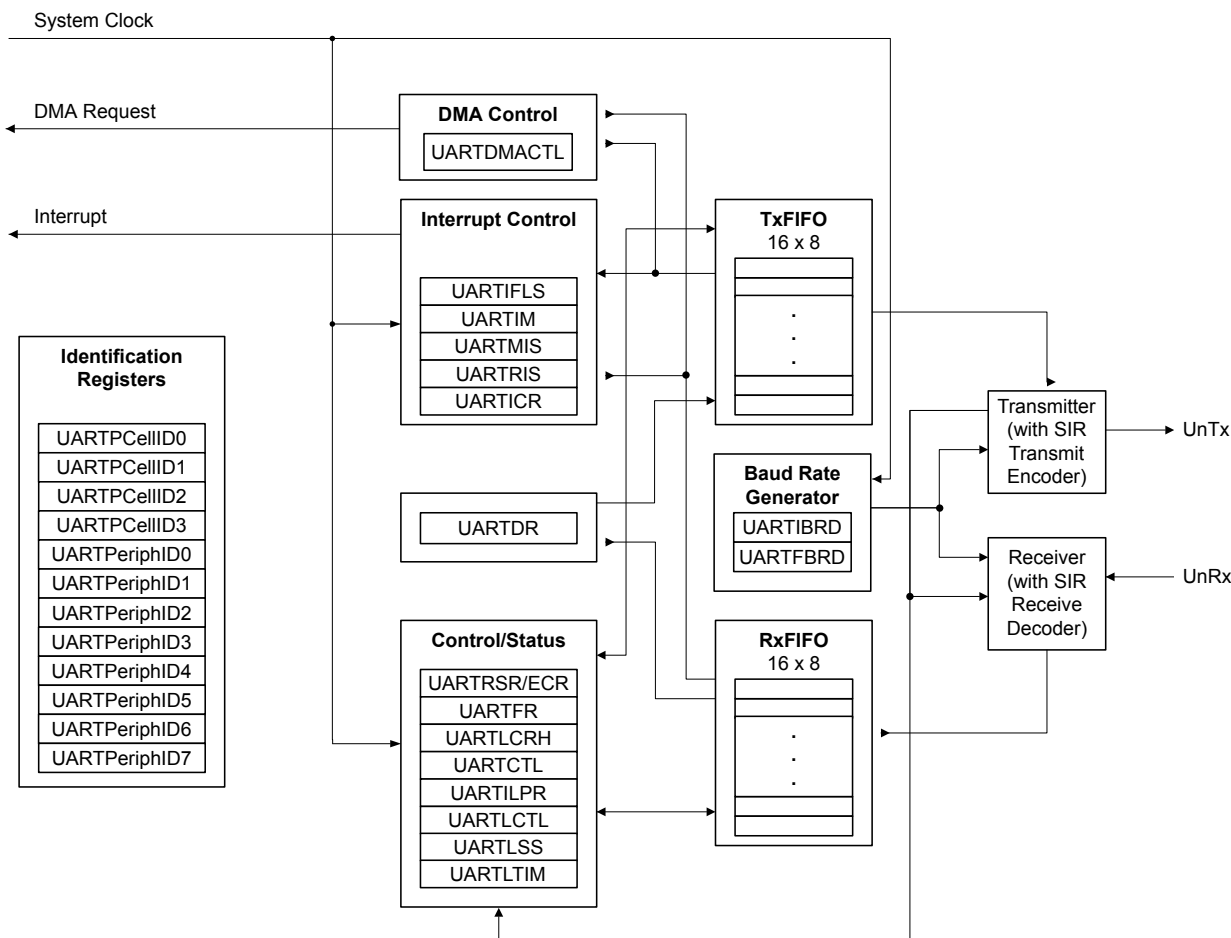 System Clock
DMA Request
DMA Control
UARTDMACTL
Interrupt
Interrupt Control
UARTIFLS
UARTIM
UARTMIS
UARTRIS
UARTICR
TxFIFO
16 x 8
.
.
.
Identification
Registers
UARTPCellID0
UARTPCellID1
UARTPCellID2
UARTPCellID3
UARTPeriphID0
UARTPeriphID1
UARTPeriphID2
UARTPeriphID3
UARTPeriphID4
UARTPeriphID5
UARTPeriphID6
UARTPeriphID7
UARTDR
Baud Rate
Generator
UARTIBRD
UARTFBRD
Transmitter
(with SIR
Transmit
Encoder)
UnTx
Receiver
(with SIR
Receive
Decoder)
UnRx
Control/Status
UARTRSR/ECR
UARTFR
UARTLCRH
UARTCTL
UARTILPR
UARTLCTL
UARTLSS
UARTLTIM
RxFIFO
16 x 8
.
.
.